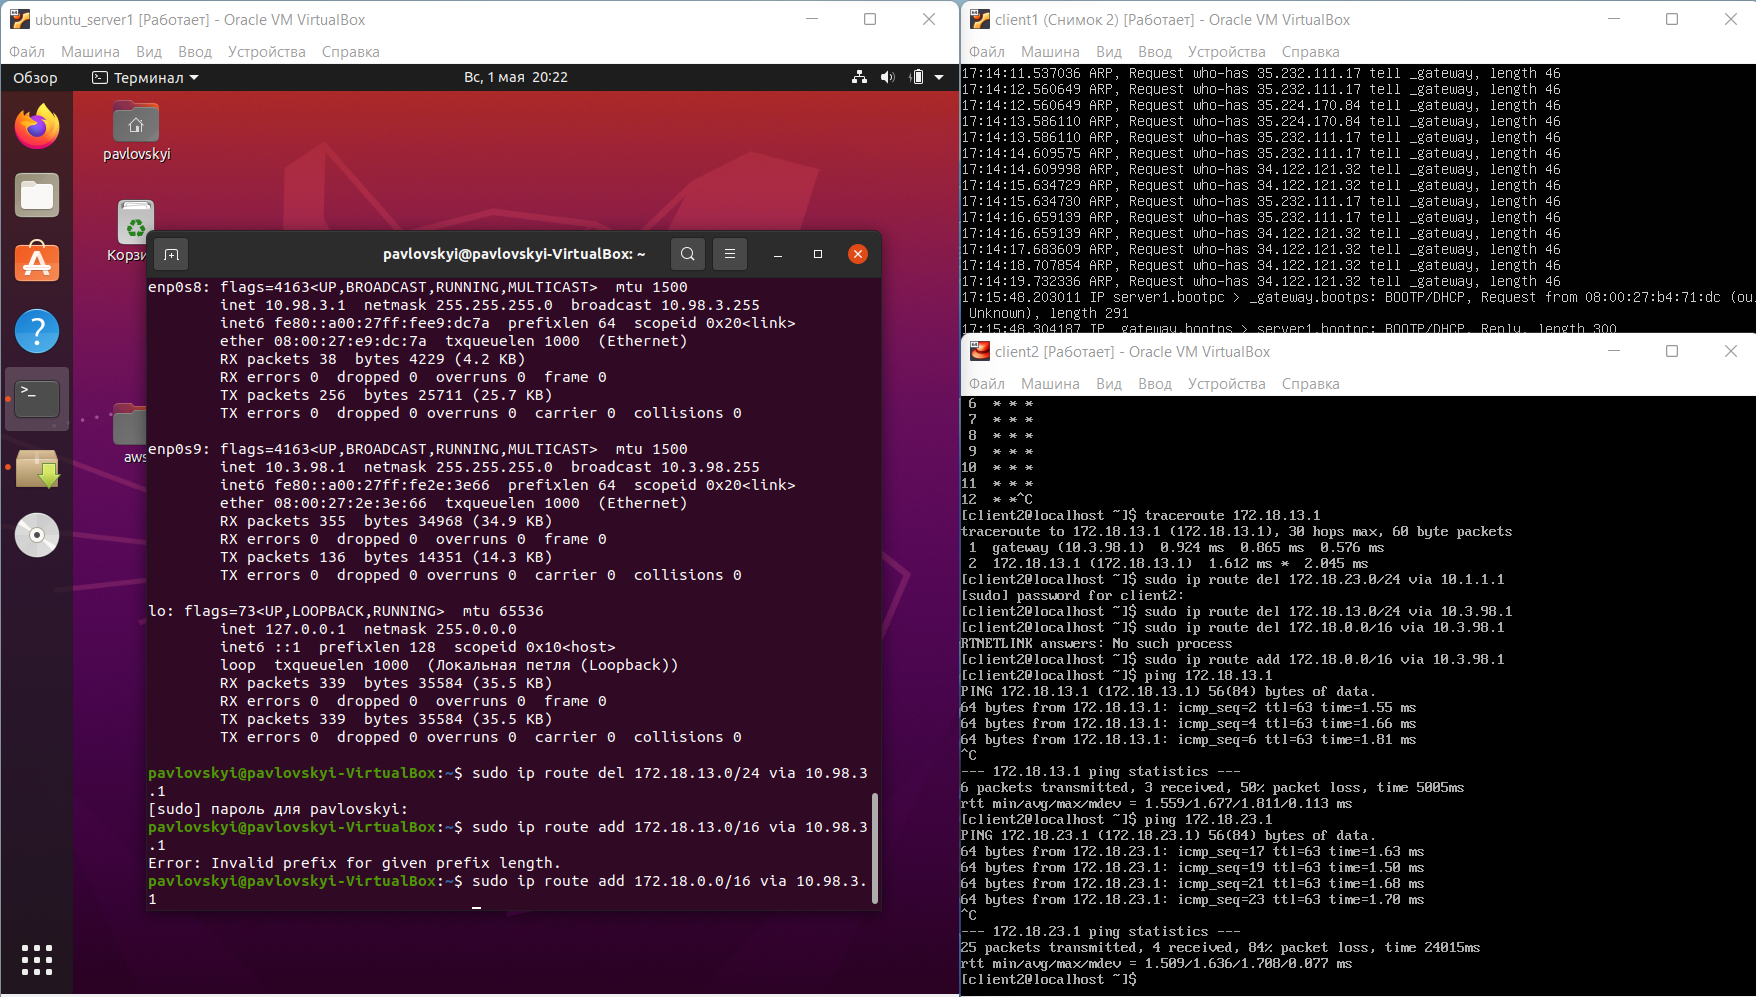 ubuntu_server1 [Работает] - Oracle VM VirtualBox
Файл Машина Вид Ввод Устройства Справка
Обзор Терминал Вс, 1 мая 20:22
pavlovskyi
Корзи
aws
pavlovskyi@pavlovskyi-VirtualBox: ~
enp0s8: flags=4163<UP,BROADCAST,RUNNING,MULTICAST>  mtu 1500
        inet 10.98.3.1  netmask 255.255.255.0  broadcast 10.98.3.255
        inet6 fe80::a00:27ff:fee9:dc7a  prefixlen 64  scopeid 0x20<link>
        ether 08:00:27:e9:dc:7a  txqueuelen 1000  (Ethernet)
        RX packets 38  bytes 4229 (4.2 KB)
        RX errors 0  dropped 0  overruns 0  frame 0
        TX packets 256  bytes 25711 (25.7 KB)
        TX errors 0  dropped 0 overruns 0  carrier 0  collisions 0
enp0s9: flags=4163<UP,BROADCAST,RUNNING,MULTICAST>  mtu 1500
        inet 10.3.98.1  netmask 255.255.255.0  broadcast 10.3.98.255
        inet6 fe80::a00:27ff:fe2e:3e66  prefixlen 64  scopeid 0x20<link>
        ether 08:00:27:2e:3e:66  txqueuelen 1000  (Ethernet)
        RX packets 355  bytes 34968 (34.9 KB)
        RX errors 0  dropped 0  overruns 0  frame 0
        TX packets 136  bytes 14351 (14.3 KB)
        TX errors 0  dropped 0 overruns 0  carrier 0  collisions 0
lo: flags=73<UP,LOOPBACK,RUNNING>  mtu 65536
        inet 127.0.0.1  netmask 255.0.0.0
        inet6 ::1  prefixlen 128  scopeid 0x10<host>
        loop  txqueuelen 1000  (Локальная петля (Loopback))
        RX packets 339  bytes 35584 (35.5 KB)
        RX errors 0  dropped 0  overruns 0  frame 0
        TX packets 339  bytes 35584 (35.5 KB)
        TX errors 0  dropped 0 overruns 0  carrier 0  collisions 0
pavlovskyi@pavlovskyi-VirtualBox:~$ sudo ip route del 172.18.13.0/24 via 10.98.3
.1
[sudo] пароль для pavlovskyi:
pavlovskyi@pavlovskyi-VirtualBox:~$ sudo ip route add 172.18.13.0/16 via 10.98.3
.1
Error: Invalid prefix for given prefix length.
pavlovskyi@pavlovskyi-VirtualBox:~$ sudo ip route add 172.18.0.0/16 via 10.98.3.
1
client1 (Снимок 2) [Работает] - Oracle VM VirtualBox
Файл Машина Вид Ввод Устройства Справка
17:14:11.537036 ARP, Request who-has 35.232.111.17 tell _gateway, length 46
17:14:12.560649 ARP, Request who-has 35.232.111.17 tell _gateway, length 46
17:14:12.560649 ARP, Request who-has 35.224.170.84 tell _gateway, length 46
17:14:13.586110 ARP, Request who-has 35.224.170.84 tell _gateway, length 46
17:14:13.586110 ARP, Request who-has 35.232.111.17 tell _gateway, length 46
17:14:14.609575 ARP, Request who-has 35.232.111.17 tell _gateway, length 46
17:14:14.609998 ARP, Request who-has 34.122.121.32 tell _gateway, length 46
17:14:15.634729 ARP, Request who-has 34.122.121.32 tell _gateway, length 46
17:14:15.634730 ARP, Request who-has 35.232.111.17 tell _gateway, length 46
17:14:16.659139 ARP, Request who-has 35.232.111.17 tell _gateway, length 46
17:14:16.659139 ARP, Request who-has 34.122.121.32 tell _gateway, length 46
17:14:17.683609 ARP, Request who-has 34.122.121.32 tell _gateway, length 46
17:14:18.707854 ARP, Request who-has 34.122.121.32 tell _gateway, length 46
17:14:19.732336 ARP, Request who-has 34.122.121.32 tell _gateway, length 46
17:15:48.203011 IP server1.bootpc > _gateway.bootps: BOOTP/DHCP, Request from 08:00:27:b4:71:dc (ou
 Unknown), length 291
17:15:48.304187 IP _gateway.bootps > server1.bootpc: BOOTP/DHCP, Reply, length 300
client2 [Работает] - Oracle VM VirtualBox
Файл Машина Вид Ввод Устройства Справка
 6  * * *
 7  * * *
 8  * * *
 9  * * *
10  * * *
11  * * *
12  * *^C
[client2@localhost ~]$ traceroute 172.18.13.1
traceroute to 172.18.13.1 (172.18.13.1), 30 hops max, 60 byte packets
 1  gateway (10.3.98.1)  0.924 ms  0.865 ms  0.576 ms
 2  172.18.13.1 (172.18.13.1)  1.612 ms *  2.045 ms
[client2@localhost ~]$ sudo ip route del 172.18.23.0/24 via 10.1.1.1
[sudo] password for client2:
[client2@localhost ~]$ sudo ip route del 172.18.13.0/24 via 10.3.98.1
[client2@localhost ~]$ sudo ip route del 172.18.0.0/16 via 10.3.98.1
RTNETLINK answers: No such process
[client2@localhost ~]$ sudo ip route add 172.18.0.0/16 via 10.3.98.1
[client2@localhost ~]$ ping 172.18.13.1
PING 172.18.13.1 (172.18.13.1) 56(84) bytes of data.
64 bytes from 172.18.13.1: icmp_seq=2 ttl=63 time=1.55 ms
64 bytes from 172.18.13.1: icmp_seq=4 ttl=63 time=1.66 ms
64 bytes from 172.18.13.1: icmp_seq=6 ttl=63 time=1.81 ms
^C
--- 172.18.13.1 ping statistics ---
6 packets transmitted, 3 received, 50% packet loss, time 5005ms
rtt min/avg/max/mdev = 1.559/1.677/1.811/0.113 ms
[client2@localhost ~]$ ping 172.18.23.1
PING 172.18.23.1 (172.18.23.1) 56(84) bytes of data.
64 bytes from 172.18.23.1: icmp_seq=17 ttl=63 time=1.63 ms
64 bytes from 172.18.23.1: icmp_seq=19 ttl=63 time=1.50 ms
64 bytes from 172.18.23.1: icmp_seq=21 ttl=63 time=1.68 ms
64 bytes from 172.18.23.1: icmp_seq=23 ttl=63 time=1.70 ms
^C
--- 172.18.23.1 ping statistics ---
25 packets transmitted, 4 received, 84% packet loss, time 24015ms
rtt min/avg/max/mdev = 1.509/1.636/1.708/0.077 ms
[client2@localhost ~]$